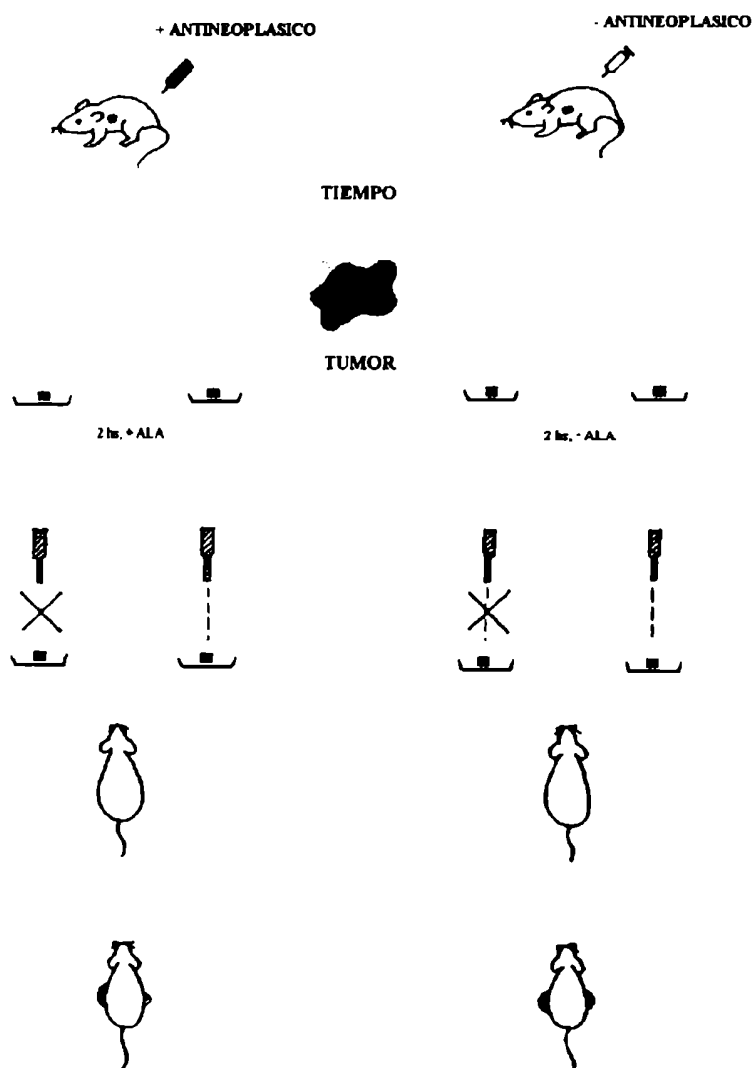 + ANTINEOPLASICO
- ANTINEOPLASICO
TIEMPO
TUMOR
2 hs, + ALA
2 hs, - ALA